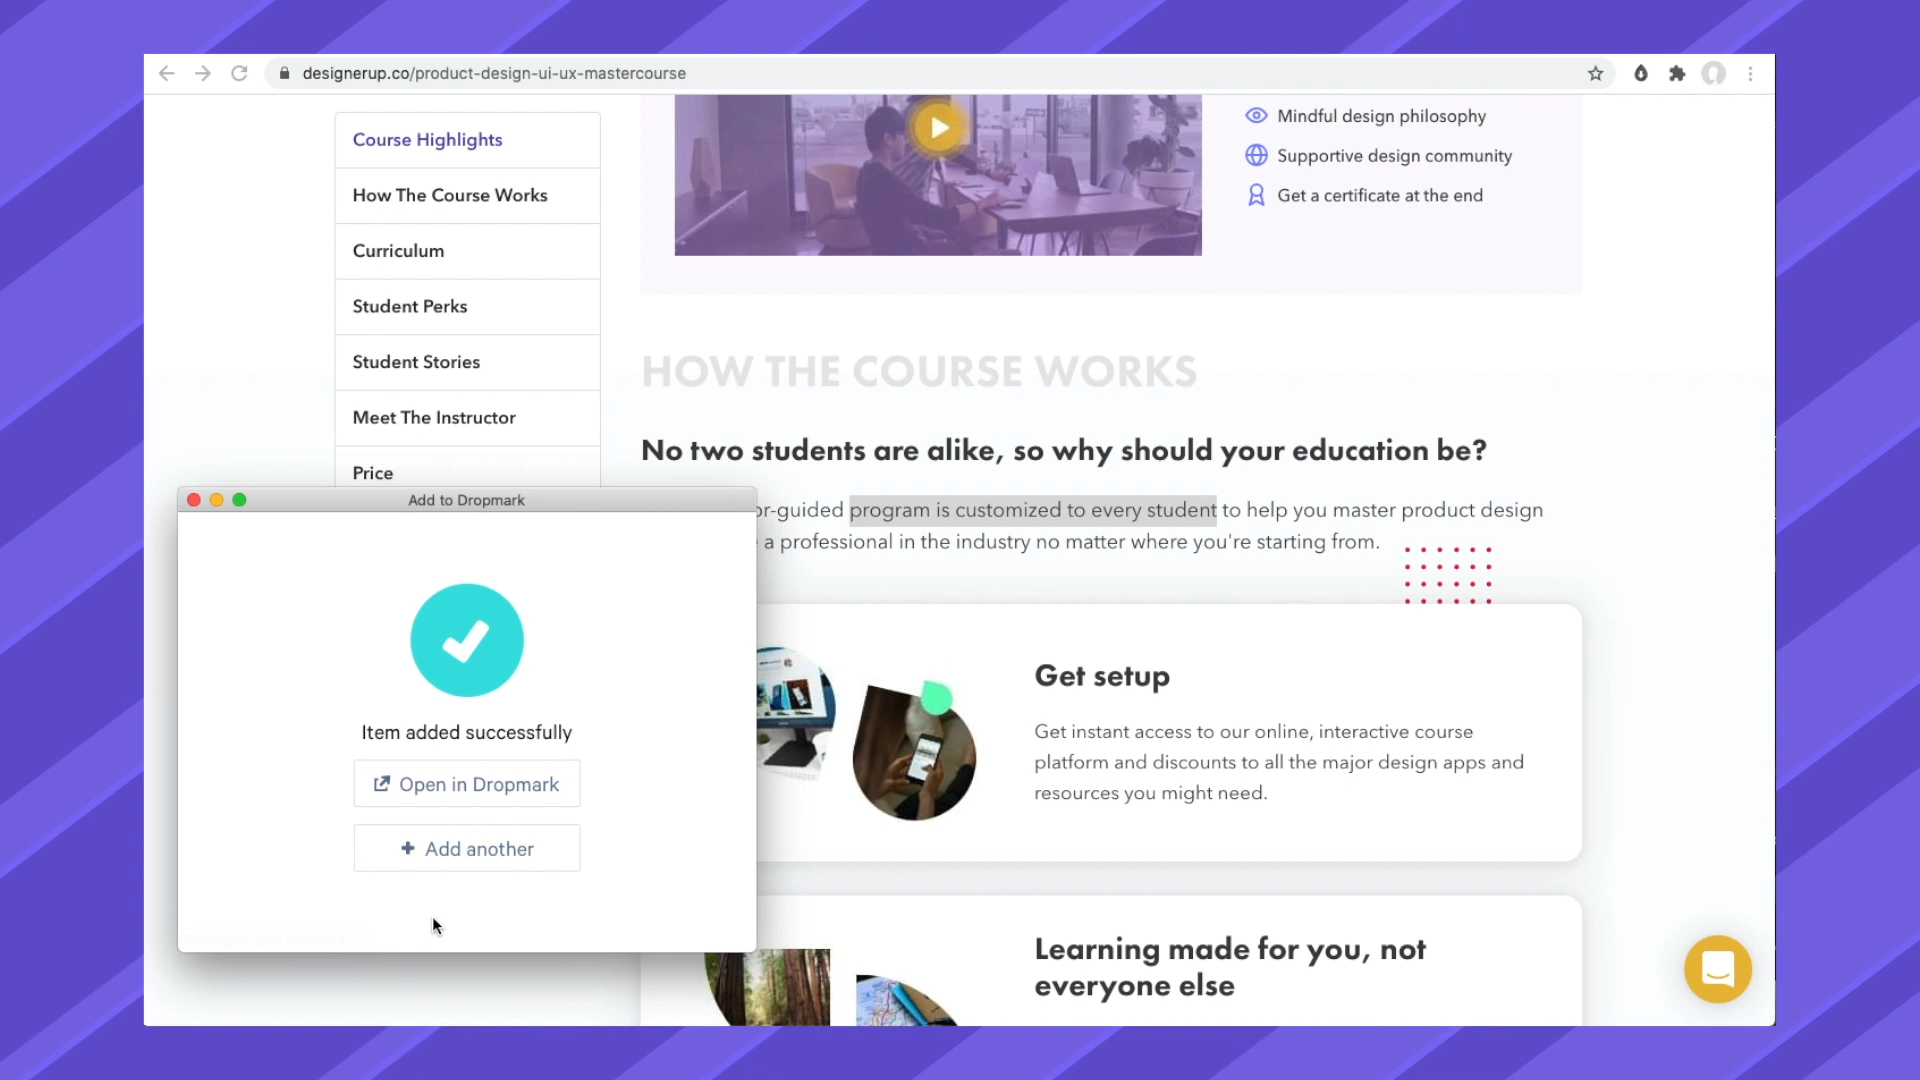 designerup.co/product-design-ui-ux-mastercourse
Course Highlights
How The Course Works
Curriculum
Student Perks
Student Stories
Meet The Instructor
Price
Mindful design philosophy
Supportive design community
Get a certificate at the end
HOW THE COURSE WORKS
No two students are alike, so why should your education be?
or-guided program is customized to every student to help you master product design
a professional in the industry no matter where you're starting from.
Add to Dropmark
Item added successfully
Open in Dropmark
Add another
Get setup
Get instant access to our online, interactive course
platform and discounts to all the major design apps and
resources you might need.
Learning made for you, not
everyone else